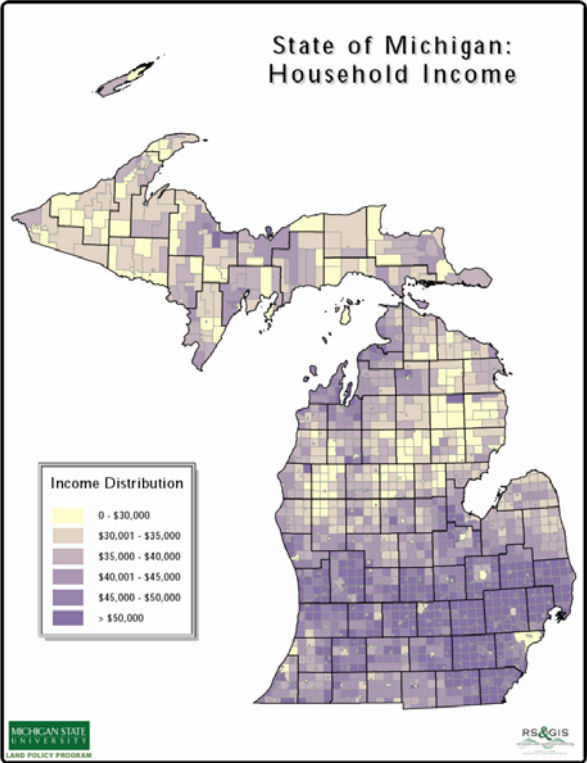 State of Michigan:
Household Income
Income Distribution
0 - $30,000
$30,001 - $35,000
$35,000 - $40,000
$40,001 - $45,000
$45,000 - $50,000
> $50,000
MICHIGAN STATE
UNIVERSITY
LAND POLICY PROGRAM
RS&GIS